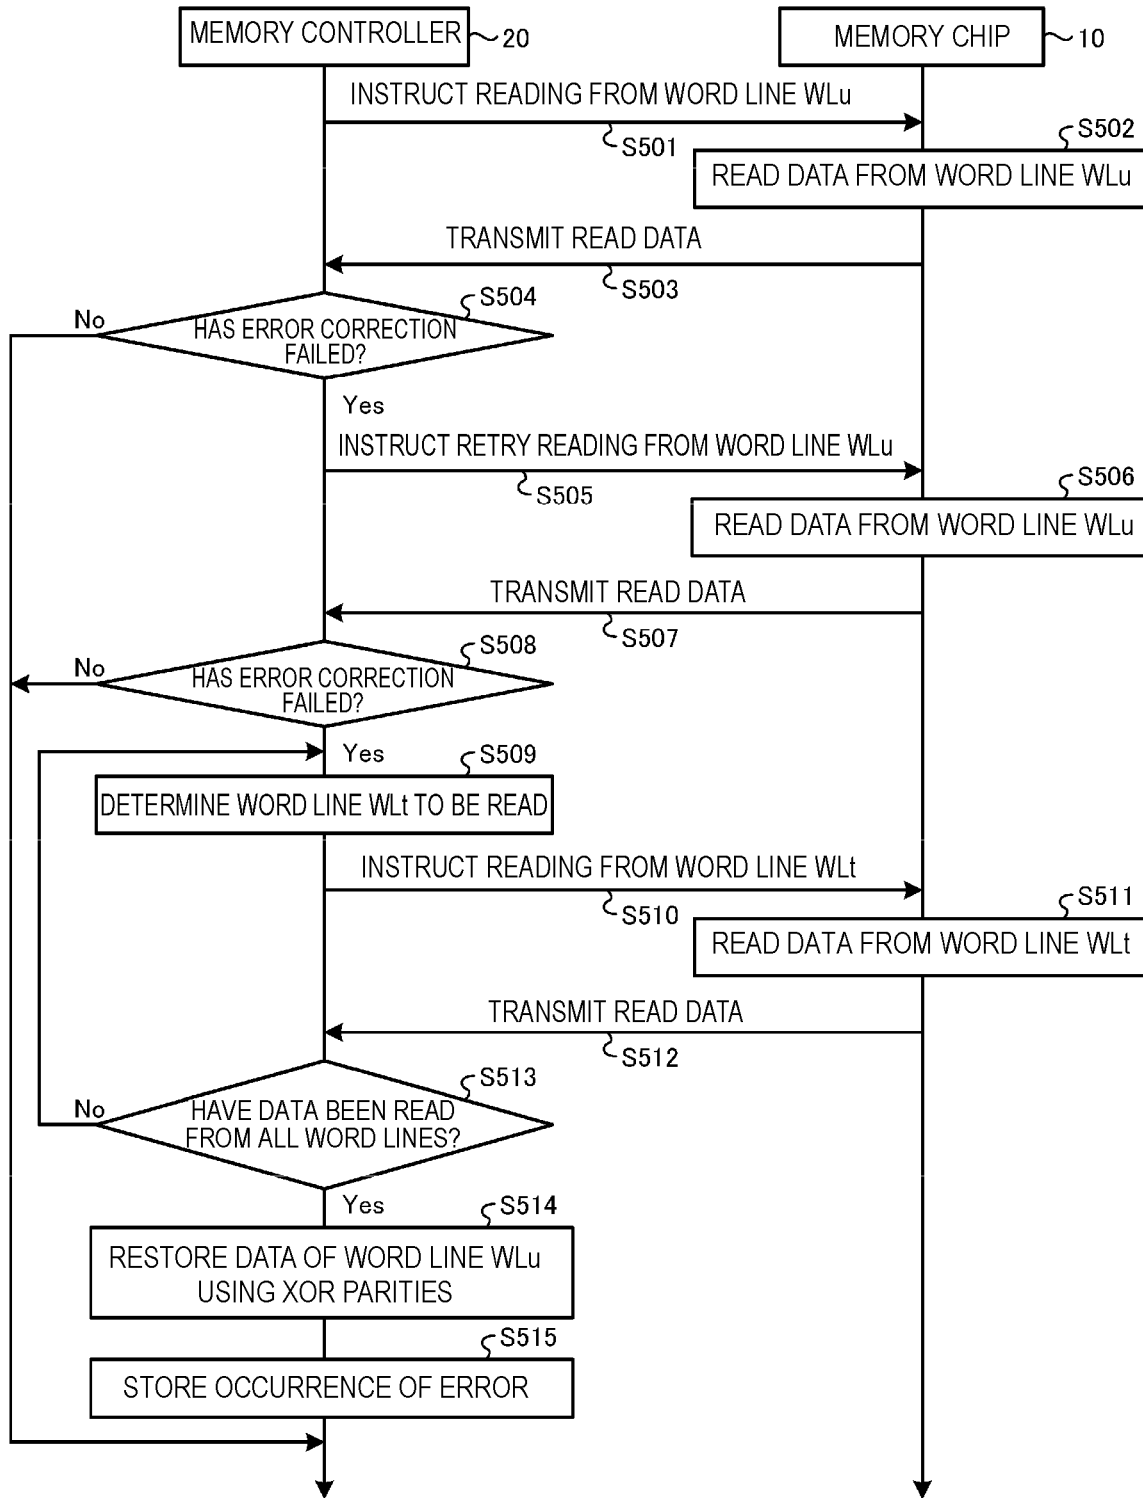 MEMORY CONTROLLER
20
MEMORY CHIP
10
INSTRUCT READING FROM WORD LINE WLu
S501
S502
READ DATA FROM WORD LINE WLu
TRANSMIT READ DATA
S503
S504
No
HAS ERROR CORRECTION
FAILED?
Yes
INSTRUCT RETRY READING FROM WORD LINE WLu
S505
S506
READ DATA FROM WORD LINE WLu
TRANSMIT READ DATA
S507
S508
No
HAS ERROR CORRECTION
FAILED?
Yes
S509
DETERMINE WORD LINE WLt TO BE READ
INSTRUCT READING FROM WORD LINE WLt
S510
S511
READ DATA FROM WORD LINE WLt
TRANSMIT READ DATA
S512
S513
No
HAVE DATA BEEN READ
FROM ALL WORD LINES?
Yes
S514
RESTORE DATA OF WORD LINE WLu
USING XOR PARITIES
S515
STORE OCCURRENCE OF ERROR